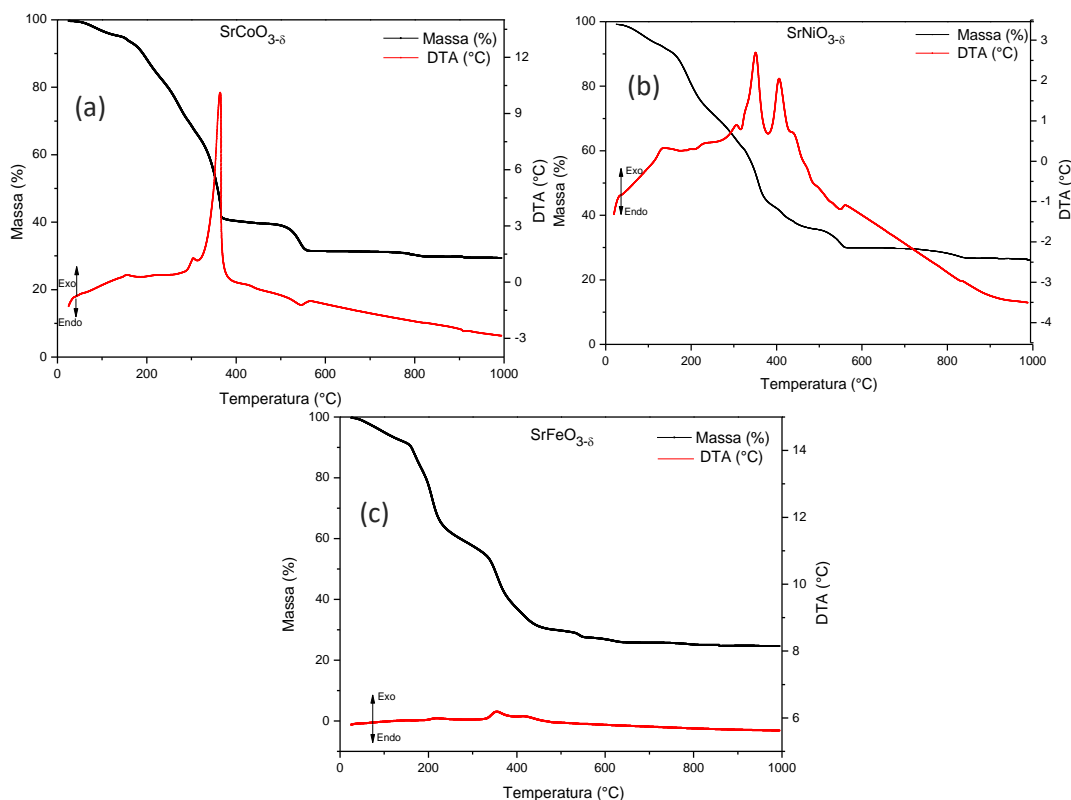 SrCoO3-δ
Massa (%)
DTA (°C)
(a)
Exo
Endo
100
80
60
40
20
0
Massa (%)
12
9
6
3
0
-3
DTA (°C)
0 200 400 600 800 1000
Temperatura (°C)
SrNiO3-δ
Massa (%)
DTA (°C)
(b)
Exo
Endo
100
80
60
40
20
0
Massa (%)
3
2
1
0
-1
-2
-3
-4
DTA (°C)
0 200 400 600 800 1000
Temperatura (°C)
SrFeO3-δ
Massa (%)
DTA (°C)
(c)
Exo
Endo
100
80
60
40
20
0
Massa (%)
14
12
10
8
6
DTA (°C)
0 200 400 600 800 1000
Temperatura (°C)